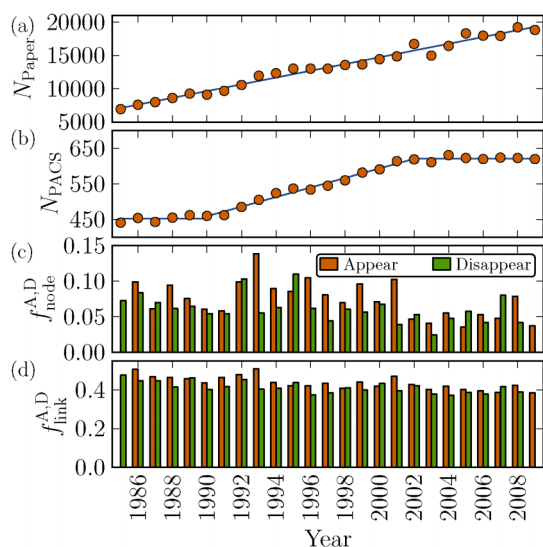 (a)
20000
15000
10000
5000
N_Paper
(b)
650
550
450
N_PACS
(c)
0.15
0.10
0.05
0.00
f^A,D_node
Appear Disappear
(d)
0.4
0.2
0.0
f^A,D_link
1986 1988 1990 1992 1994 1996 1998 2000 2002 2004 2006 2008
Year